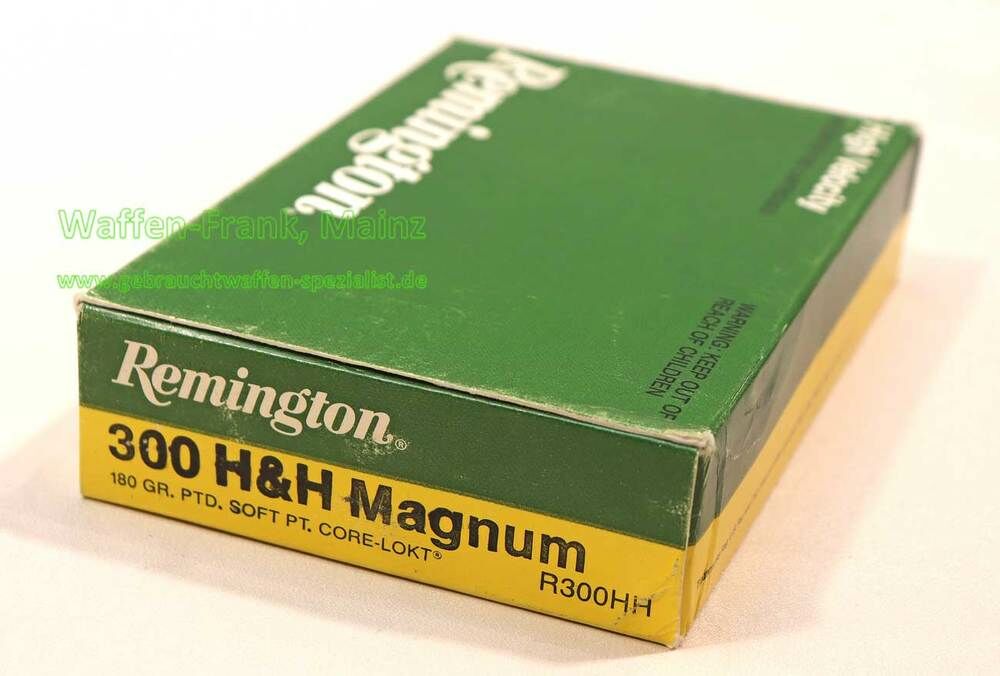 Remington®
High Velocity
WARNING: KEEP OUT OF
REACH OF CHILDREN
Waffen-Frank, Mainz
www.gebrauchtwaffen-spezialist.de
Remington®
300 H&H Magnum
180 GR. PTD. SOFT PT. CORE-LOKT®
R300HH